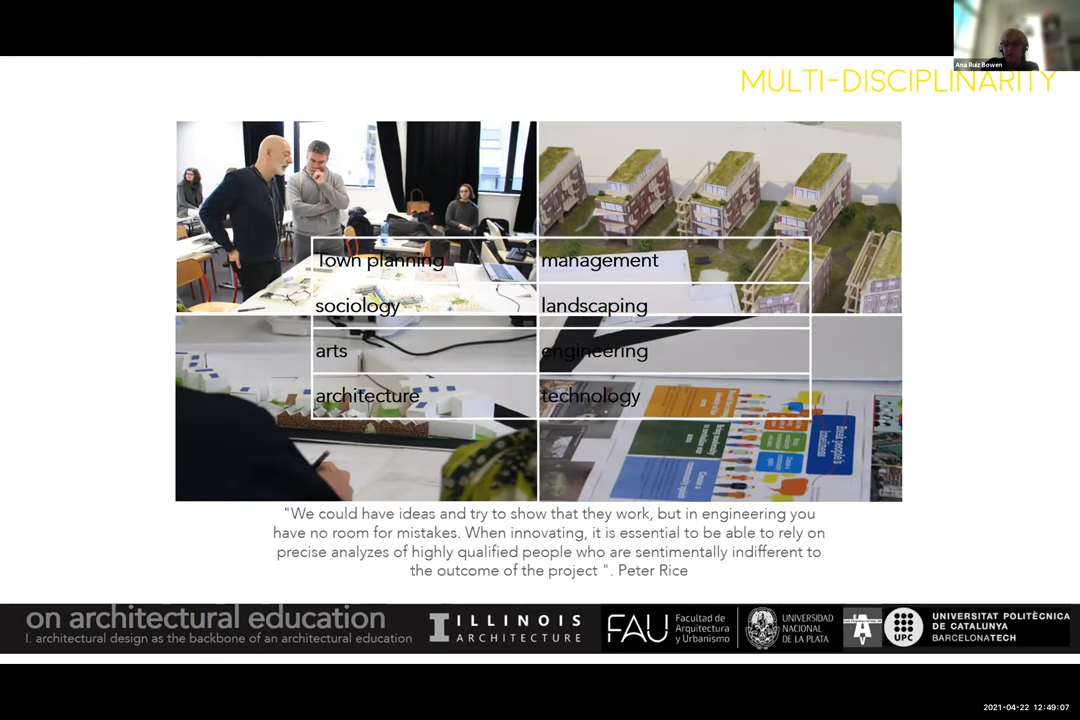 Ana Ruiz Bowen
MULTI-DISCIPLINARITY
Town planning
management
sociology
landscaping
arts
engineering
architecture
technology
Break people's
loneliness
"We could have ideas and try to show that they work, but in engineering you
have no room for mistakes. When innovating, it is essential to be able to rely on
precise analyzes of highly qualified people who are sentimentally indifferent to
the outcome of the project ". Peter Rice
on architectural education
I. architectural design as the backbone of an architectural education
ILLINOIS
ARCHITECTURE
FAU
Facultad de
Arquitectura
y Urbanismo
UNIVERSIDAD
NACIONAL
DE LA PLATA
UPC
UNIVERSITAT POLITÈCNICA
DE CATALUNYA
BARCELONATECH
2021-04-22 12:49:07